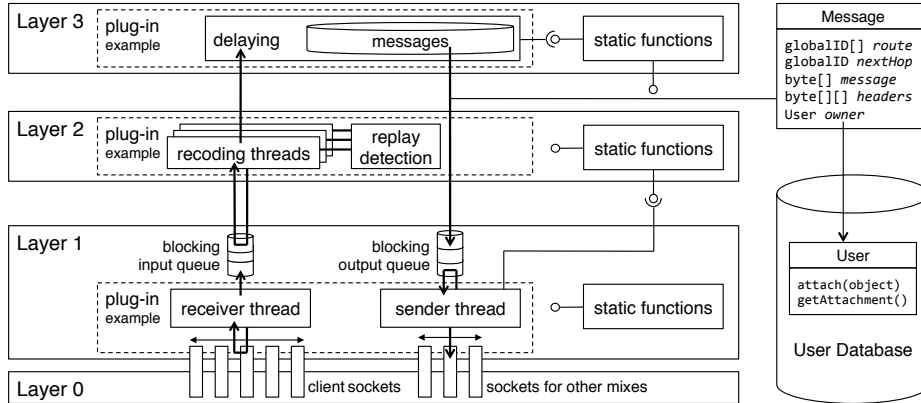 Layer 3
plug-in
example
delaying
messages
static functions
Layer 2
plug-in
example
recoding threads
replay
detection
static functions
Layer 1
blocking
input queue
blocking
output queue
plug-in
example
receiver thread
sender thread
static functions
Layer 0
client sockets
sockets for other mixes
Message
globalID[] route
globalID nextHop
byte[] message
byte[][] headers
User owner
User
attach(object)
getAttachment()
User Database